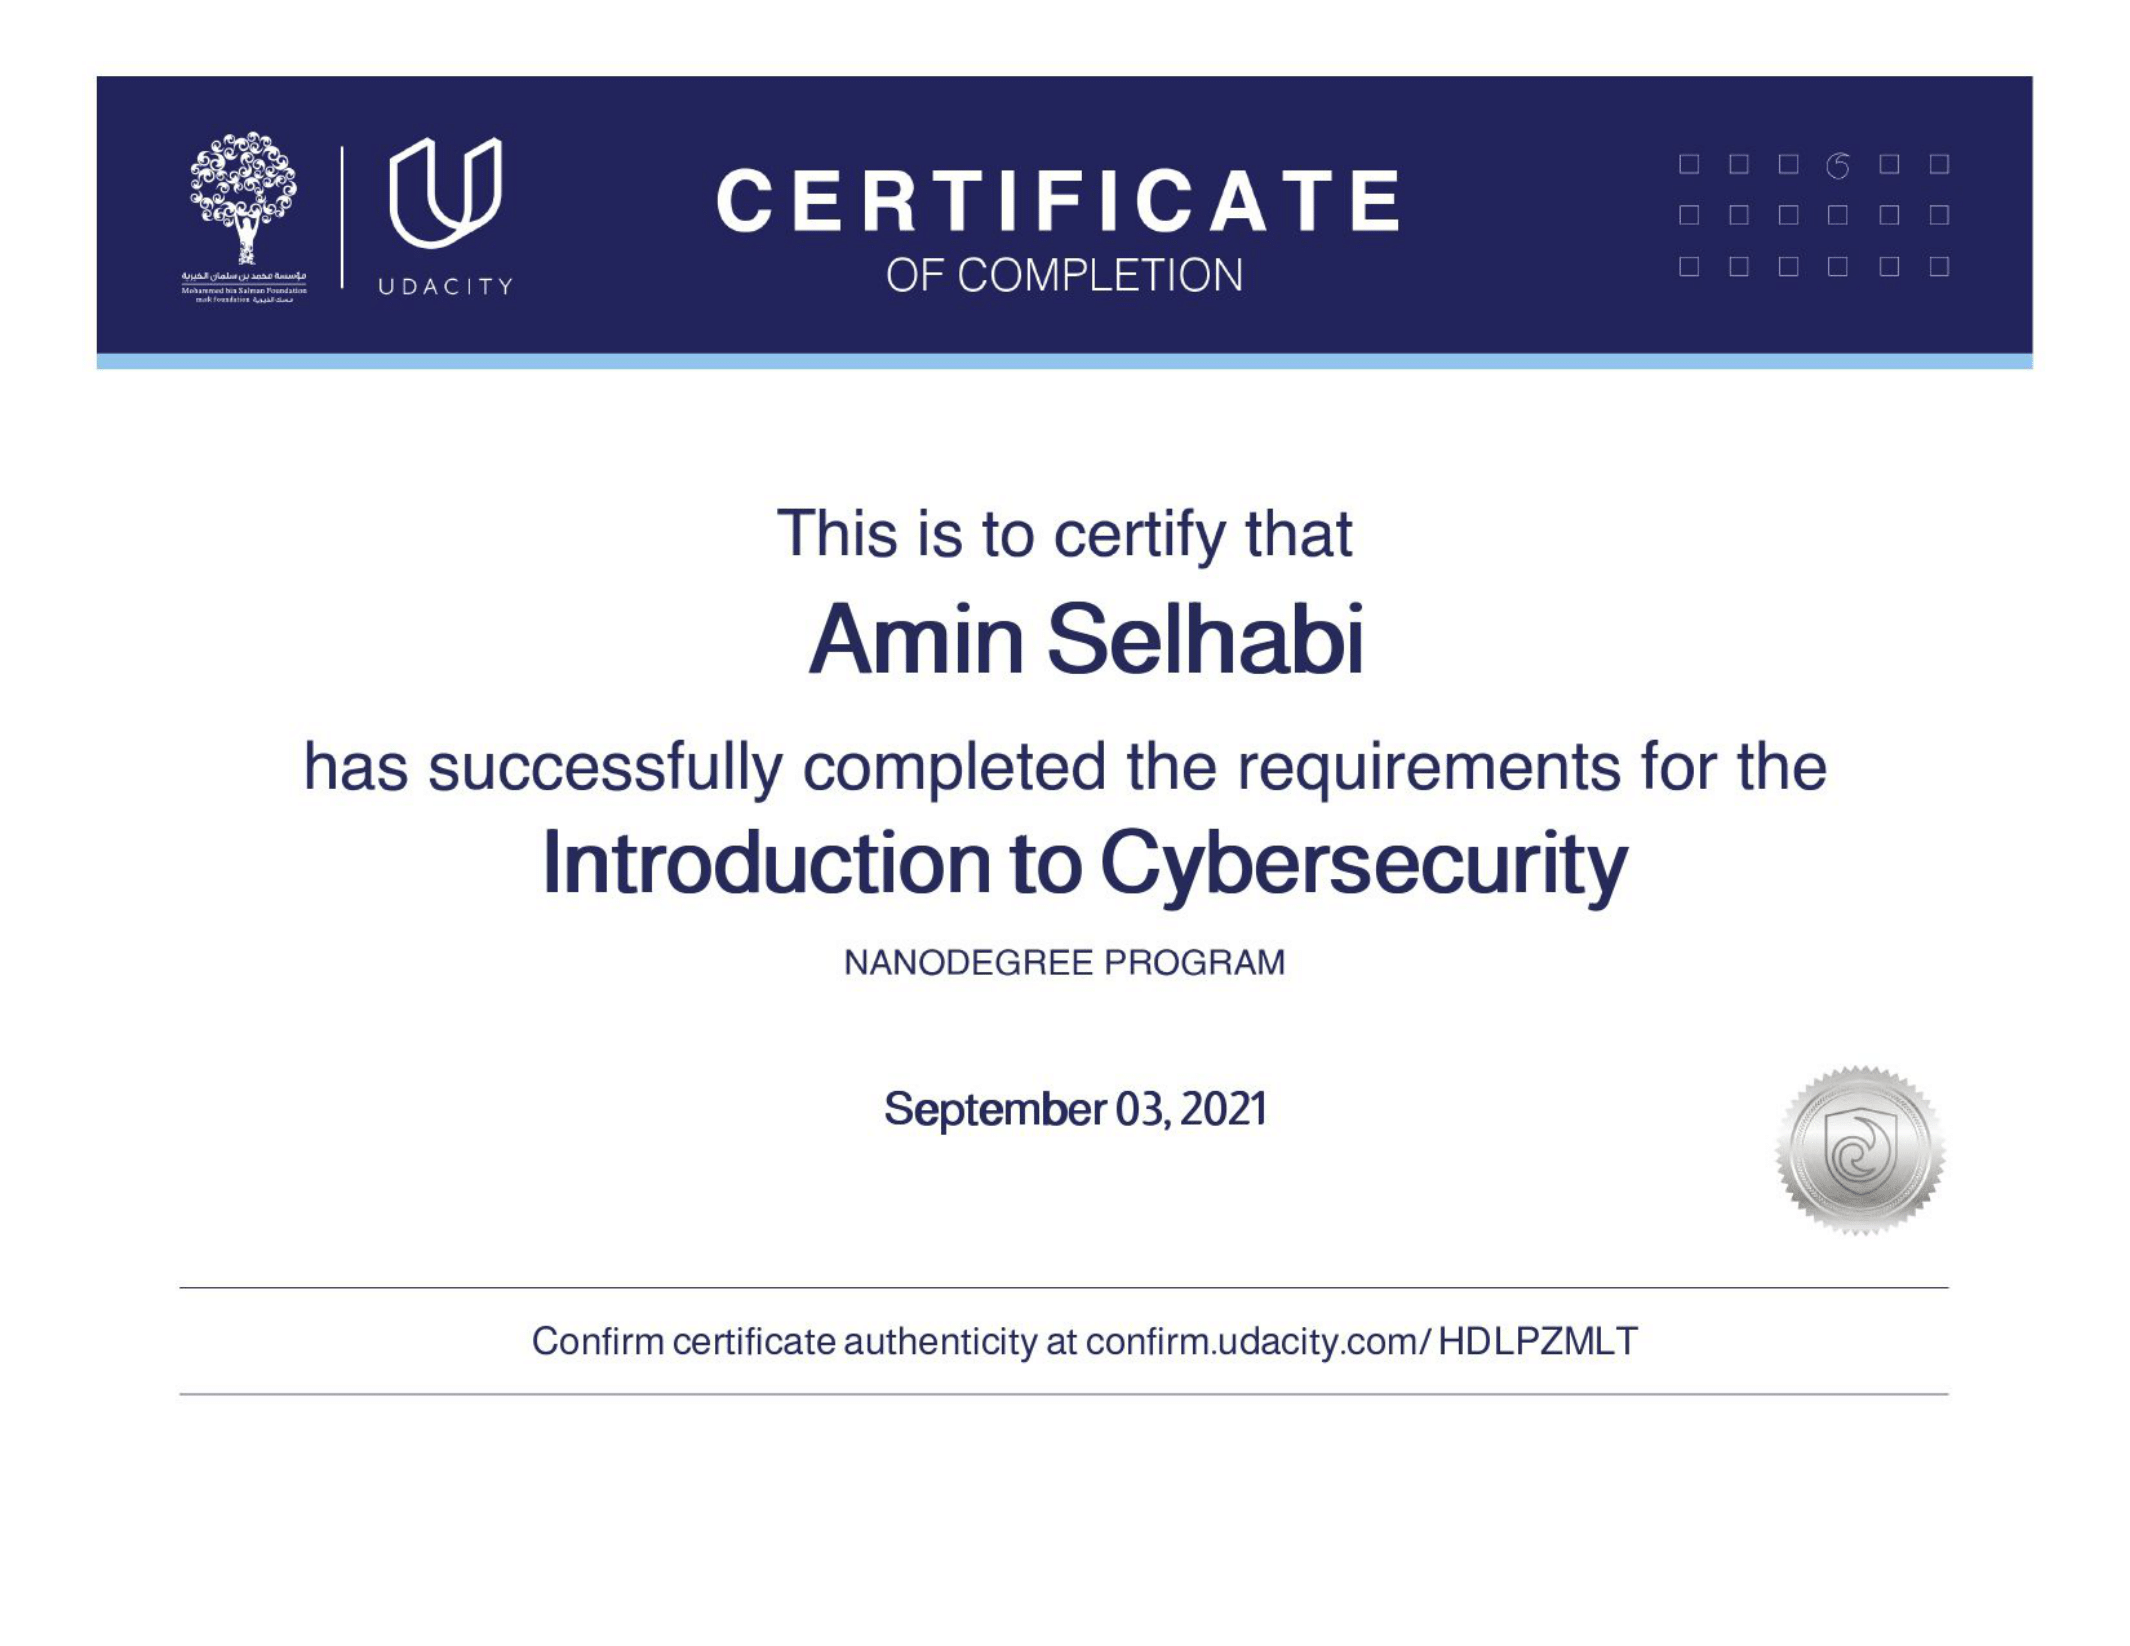 مؤسسة محمد بن سلمان الخيرية
Mohammed bin Salman Foundation
misk foundation مسك الخيرية
UDACITY
CERTIFICATE
OF COMPLETION
This is to certify that
Amin Selhabi
has successfully completed the requirements for the
Introduction to Cybersecurity
NANODEGREE PROGRAM
September 03, 2021
Confirm certificate authenticity at confirm.udacity.com/ HDLPZMLT